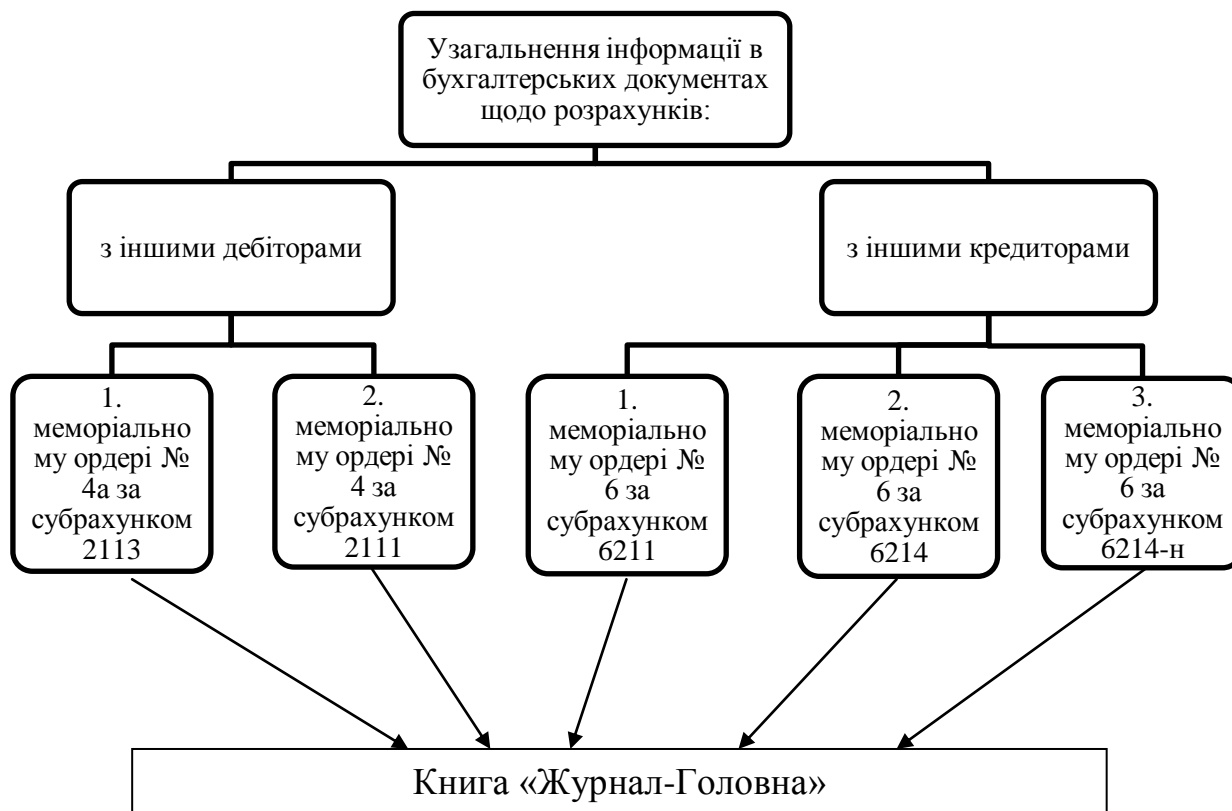 Узагальнення інформації в
бухгалтерських документах
щодо розрахунків:
з іншими дебіторами
з іншими кредиторами
1.
меморіально
му ордері №
4а за
субрахунком
2113
2.
меморіально
му ордері №
4 за
субрахунком
2111
1.
меморіально
му ордері №
6 за
субрахунком
6211
2.
меморіально
му ордері №
6 за
субрахунком
6214
3.
меморіально
му ордері №
6 за
субрахунком
6214-н
Книга «Журнал-Головна»